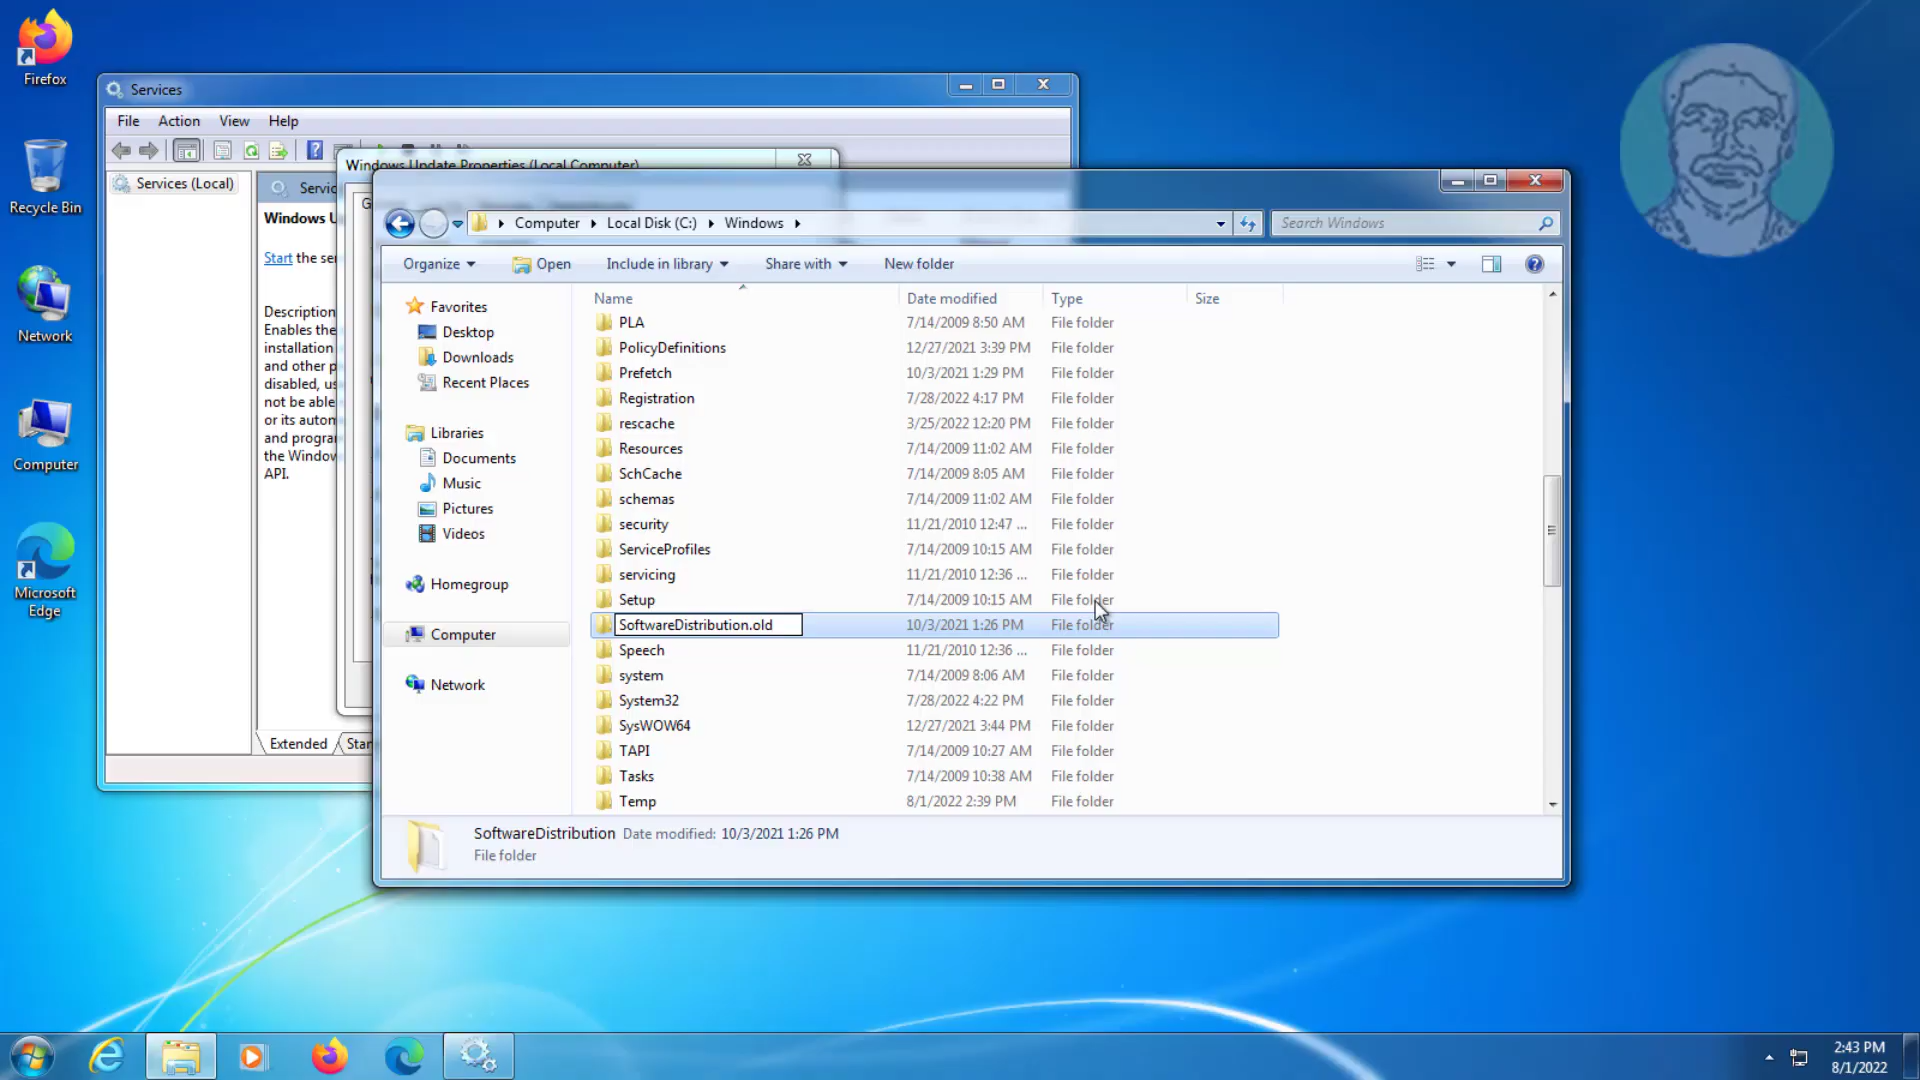 Firefox
Recycle Bin
Network
Computer
Microsoft
Edge
Services
File Action View Help
Services (Local)
Windows Update Properties (Local Computer)
Start the
Description
Enables the
installation
and other
disabled,
not be able
or its
and
the
API.
Extended
Computer Local Disk (C:) Windows
Search Windows
Organize Open Include in library Share with New folder
Favorites
Desktop
Downloads
Recent Places
Libraries
Documents
Music
Pictures
Videos
Homegroup
Computer
Network
Name Date modified Type Size
PLA 7/14/2009 8:50 AM File folder
PolicyDefinitions 12/27/2021 3:39 PM File folder
Prefetch 10/3/2021 1:29 PM File folder
Registration 7/28/2022 4:17 PM File folder
rescache 3/25/2022 12:20 PM File folder
Resources 7/14/2009 11:02 AM File folder
SchCache 7/14/2009 8:05 AM File folder
schemas 7/14/2009 11:02 AM File folder
security 11/21/2010 12:47 ... File folder
ServiceProfiles 7/14/2009 10:15 AM File folder
servicing 11/21/2010 12:36 ... File folder
Setup 7/14/2009 10:15 AM File folder
SoftwareDistribution.old 10/3/2021 1:26 PM File folder
Speech 11/21/2010 12:36 ... File folder
system 7/14/2009 8:06 AM File folder
System32 7/28/2022 4:22 PM File folder
SysWOW64 12/27/2021 3:44 PM File folder
TAPI 7/14/2009 10:27 AM File folder
Tasks 7/14/2009 10:38 AM File folder
Temp 8/1/2022 2:39 PM File folder
SoftwareDistribution Date modified: 10/3/2021 1:26 PM
File folder
2:43 PM
8/1/2022